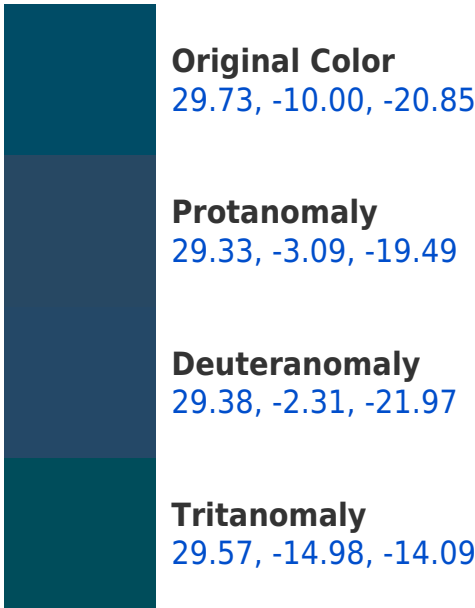 Original Color
29.73, -10.00, -20.85
Protanomaly
29.33, -3.09, -19.49
Deuteranomaly
29.38, -2.31, -21.97
Tritanomaly
29.57, -14.98, -14.09